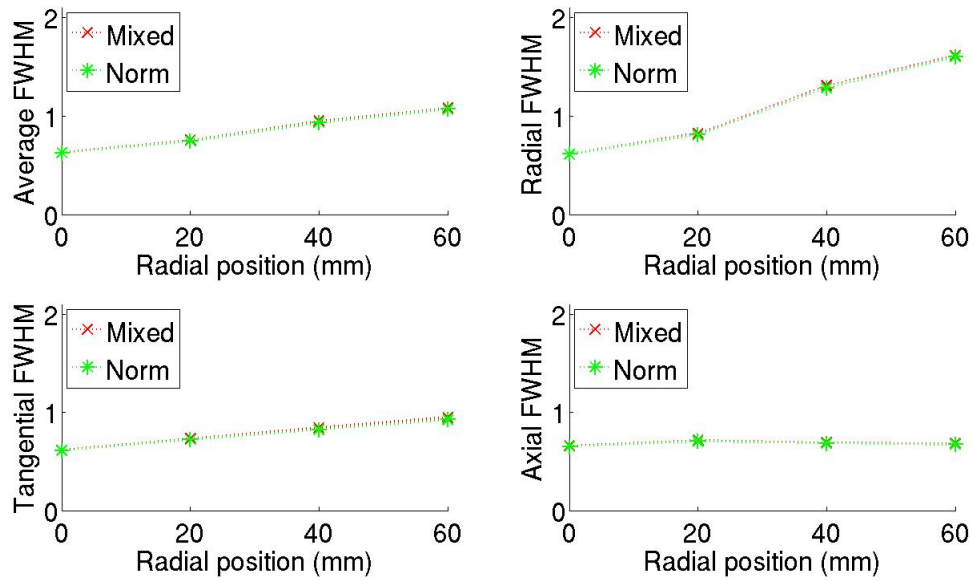 2
Mixed
Norm
1
0
Average FWHM
0 20 40 60
Radial position (mm)
2
Mixed
Norm
1
0
Radial FWHM
0 20 40 60
Radial position (mm)
2
Mixed
Norm
1
0
Tangential FWHM
0 20 40 60
Radial position (mm)
2
Mixed
Norm
1
0
Axial FWHM
0 20 40 60
Radial position (mm)